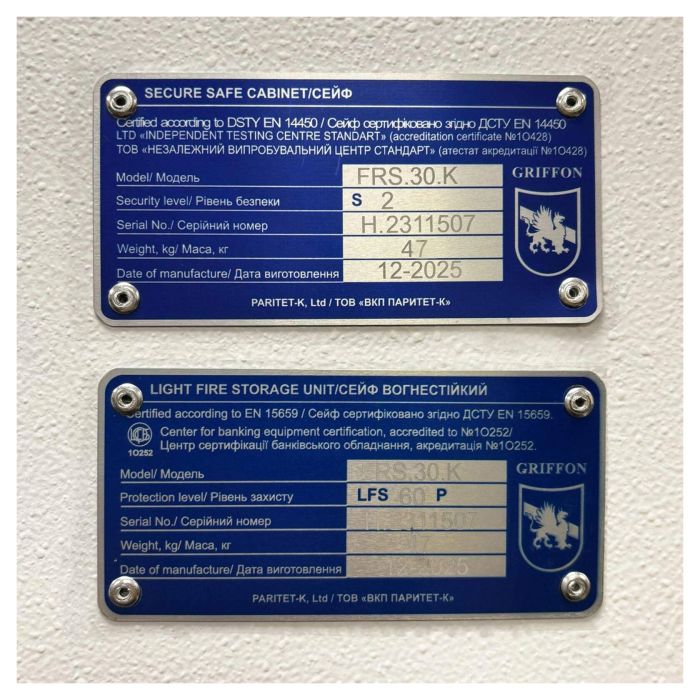 SECURE SAFE CABINET/СЕЙФ
Certified according to DSTY EN 14450 / Сейф сертифіковано згідно ДСТУ EN 14450
LTD «INDEPENDENT TESTING CENTRE STANDART» (accreditation certificate №1O428)
ТОВ «НЕЗАЛЕЖНИЙ ВИПРОБУВАЛЬНИЙ ЦЕНТР СТАНДАРТ» (атестат акредитації №1O428)
Model/ Модель FRS.30.K GRIFFON
Security level/ Рівень безпеки S 2
Serial No./ Серійний номер H.2311507
Weight, kg/ Маса, кг 47
Date of manufacture/ Дата виготовлення 12-2025
PARITET-K, Ltd / ТОВ «ВКП ПАРИТЕТ-К»
LIGHT FIRE STORAGE UNIT/СЕЙФ ВОГНЕСТІЙКИЙ
Certified according to EN 15659 / Сейф сертифіковано згідно ДСТУ EN 15659.
Center for banking equipment certification, accredited to №1O252/
1O252 Центр сертифікації банківського обладнання, акредитація №1O252.
Model/ Модель FRS.30.K GRIFFON
Protection level/ Рівень захисту LFS 60 P
Serial No./ Серійний номер H.2311507
Weight, kg/ Маса, кг 47
Date of manufacture/ Дата виготовлення 12-2025
PARITET-K, Ltd / ТОВ «ВКП ПАРИТЕТ-К»